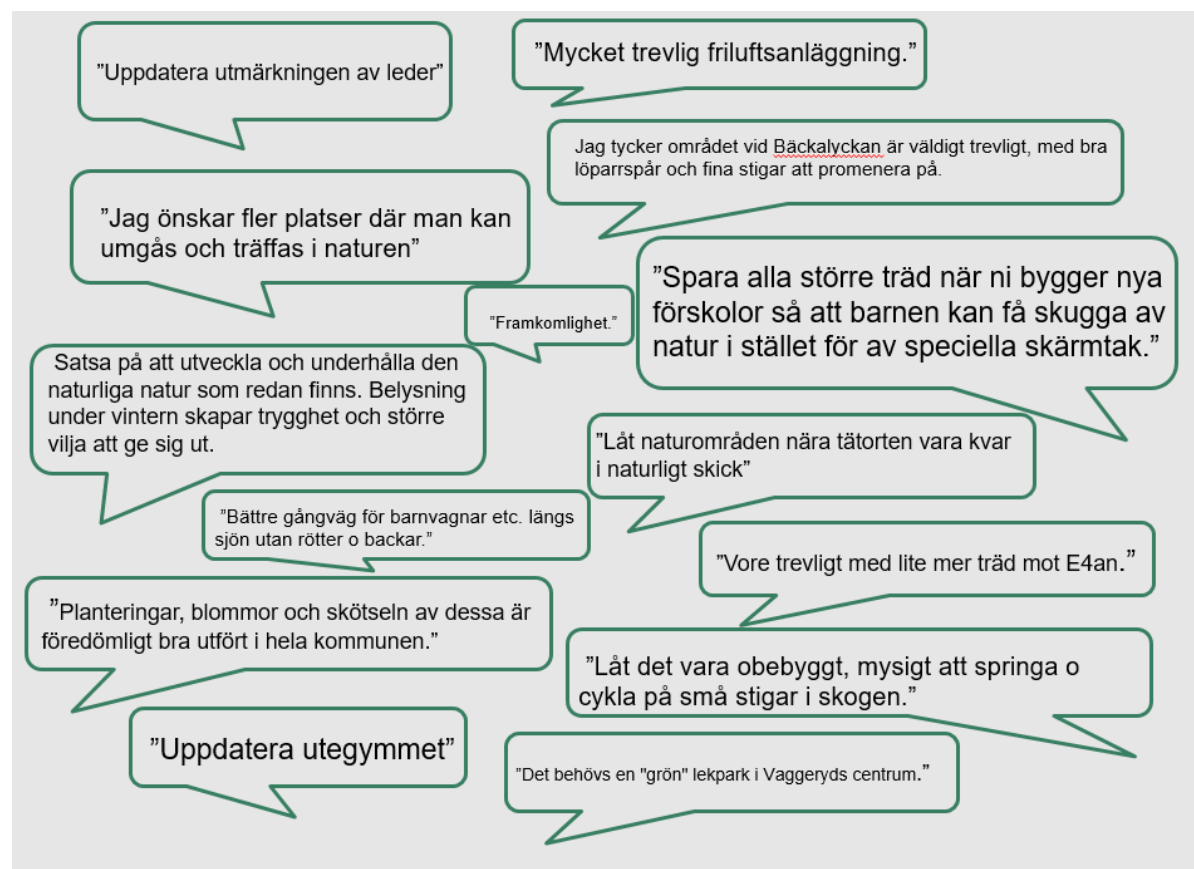 ”Uppdatera utmärkningen av leder”
”Mycket trevlig friluftsanläggning.”
Jag tycker området vid Bäckalyckan är väldigt trevligt, med bra
löparrspår och fina stigar att promenera på.
”Jag önskar fler platser där man kan
umgås och träffas i naturen”
”Spara alla större träd när ni bygger nya
förskolor så att barnen kan få skugga av
natur i stället för av speciella skärmtak.”
”Framkomlighet.”
Satsa på att utveckla och underhålla den
naturliga natur som redan finns. Belysning
under vintern skapar trygghet och större
vilja att ge sig ut.
”Låt naturområden nära tätorten vara kvar
i naturligt skick”
”Bättre gångväg för barnvagnar etc. längs
sjön utan rötter o backar.”
”Vore trevligt med lite mer träd mot E4an.”
”Planteringar, blommor och skötseln av dessa är
föredömligt bra utfört i hela kommunen.”
”Låt det vara obebyggt, mysigt att springa o
cykla på små stigar i skogen.”
”Uppdatera utegymmet”
”Det behövs en "grön" lekpark i Vaggeryds centrum.”